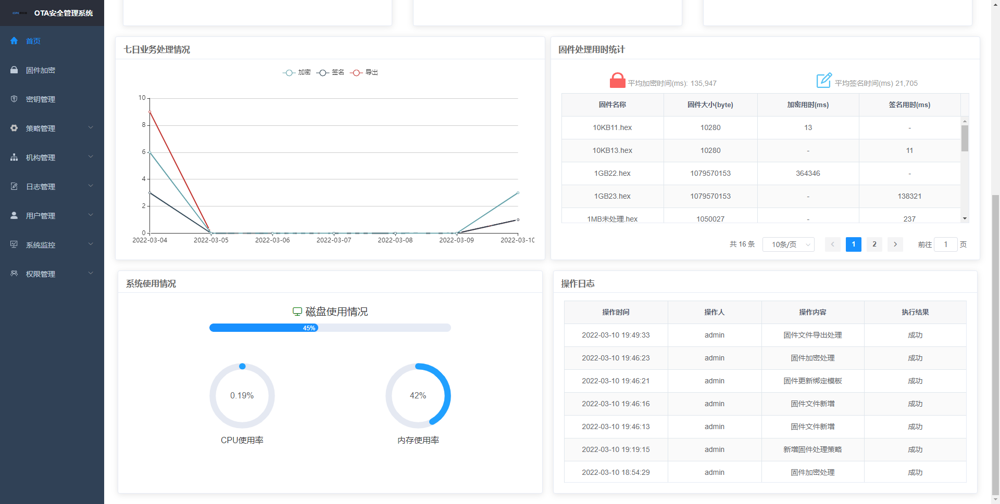 OTA安全管理系统
首页
固件加密
密钥管理
策略管理
机构管理
日志管理
用户管理
系统监控
权限管理
七日业务处理情况
加密 签名 导出
10
8
6
4
2
0
2022-03-04 2022-03-05 2022-03-06 2022-03-07 2022-03-08 2022-03-09 2022-03-10
固件处理用时统计
平均加密时间(ms): 135,947 平均签名时间(ms) 21,705
固件名称 固件大小(byte) 加密用时(ms) 签名用时(ms)
10KB11.hex 10280 13 -
10KB13.hex 10280 - 11
1GB22.hex 1079570153 364346 -
1GB23.hex 1079570153 - 138321
1MB未处理.hex 1050027 - 237
共 16 条 10条/页 1 2 前往 1 页
系统使用情况
磁盘使用情况
45%
0.19% 42%
CPU使用率 内存使用率
操作日志
操作时间 操作人 操作内容 执行结果
2022-03-10 19:49:33 admin 固件文件导出处理 成功
2022-03-10 19:46:23 admin 固件加密处理 成功
2022-03-10 19:46:21 admin 固件更新绑定模板 成功
2022-03-10 19:46:16 admin 固件文件新增 成功
2022-03-10 19:46:13 admin 固件文件新增 成功
2022-03-10 19:19:15 admin 新增固件处理策略 成功
2022-03-10 18:54:29 admin 固件加密处理 成功